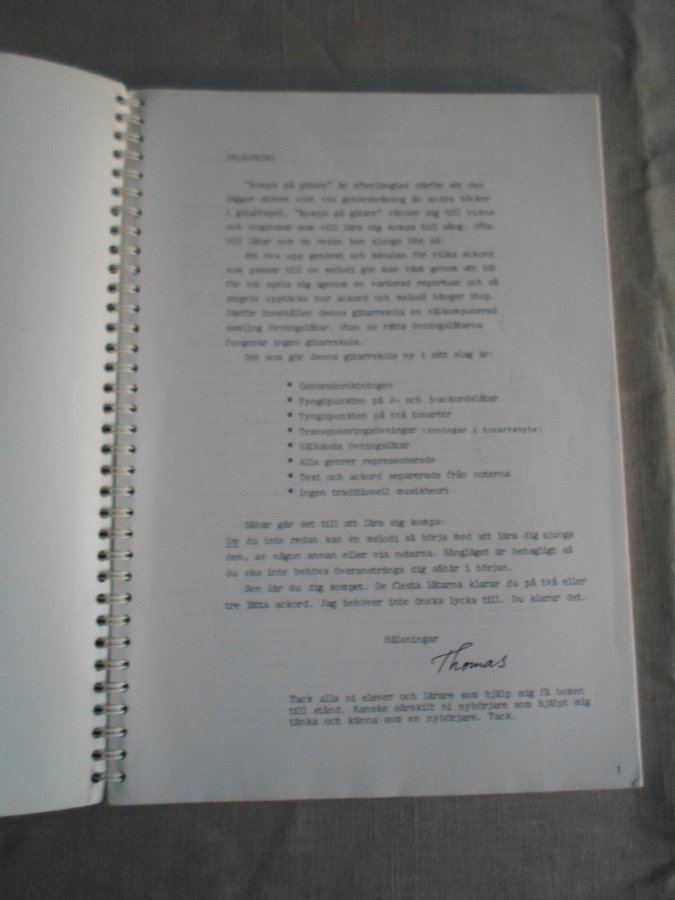 INLEDNING
"Kompa på gitarr" är efterlängtad därför att den
lägger större vikt vid gehörsträning än andra böcker
i gitarrspel. "Kompa på gitarr" vänder sig till vuxna
och ungdomar som vill lära sig kompa till sång. Ofta
till låtar som de redan kan sjunga lite på.
Att öva upp gehöret och känslan för vilka ackord
som passar till en melodi gör man bäst genom att bit
för bit spela sig igenom en varierad repertoar och så
stegvis upptäcka hur ackord och melodi hänger ihop.
Därför innehåller denna gitarrskola en välkomponerad
samling övningslåtar. Utan de rätta övningslåtarna
fungerar ingen gitarrskola.
Det som gör denna gitarrskola ny i sitt slag är:
* Gehörsinriktningen
* Tyngdpunkten på 2- och 3-ackordslåtar
* Tyngdpunkten på två tonarter
* Transponeringsövningar (övningar i tonartsbyte)
* Välkända övningslåtar
* Alla genrer representerade
* Text och ackord separerade från noterna
* Ingen traditionell musikteori
Såhär går det till att lära sig kompa:
Om du inte redan kan en melodi så börja med att lära dig sjunga
den, av någon annan eller via noterna. Sångläget är behagligt så
du ska inte behöva överanstränga dig såhär i början.
Sen lär du dig kompet. De flesta låtarna klarar du på två eller
tre lätta ackord. Jag behöver inte önska lycka till. Du klarar det.
Hälsningar
Thomas
Tack alla ni elever och lärare som hjälp mig få boken
till stånd. Kanske särskilt ni nybörjare som hjälpt mig
tänka och känna som en nybörjare. Tack.
1